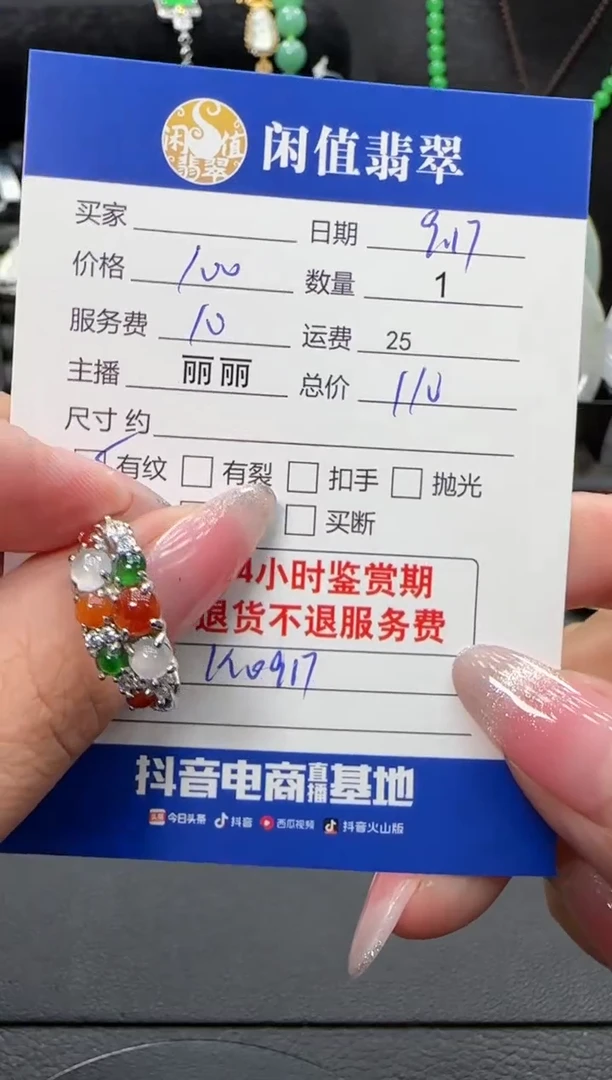 闲值翡翠
闲值翡翠
买家 日期 9.17
价格 100 数量 1
服务费 10 运费 25
主播 丽丽 总价 110
尺寸 约
有纹 有裂 扣手 抛光
买断
4小时鉴赏期
退货不退服务费
K0917
抖音电商直播基地
今日头条 抖音 西瓜视频 抖音火山版